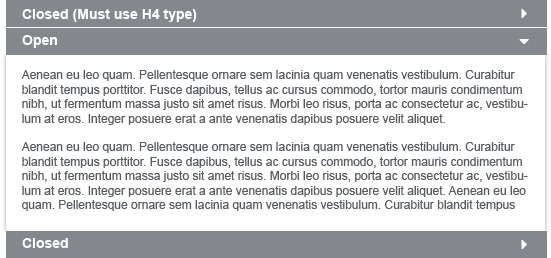 Closed (Must use H4 type)
Open
Aenean eu leo quam. Pellentesque ornare sem lacinia quam venenatis vestibulum. Curabitur
blandit tempus porttitor. Fusce dapibus, tellus ac cursus commodo, tortor mauris condimentum
nibh, ut fermentum massa justo sit amet risus. Morbi leo risus, porta ac consectetur ac, vestibu-
lum at eros. Integer posuere erat a ante venenatis dapibus posuere velit aliquet.
Aenean eu leo quam. Pellentesque ornare sem lacinia quam venenatis vestibulum. Curabitur
blandit tempus porttitor. Fusce dapibus, tellus ac cursus commodo, tortor mauris condimentum
nibh, ut fermentum massa justo sit amet risus. Morbi leo risus, porta ac consectetur ac, vestibu-
lum at eros. Integer posuere erat a ante venenatis dapibus posuere velit aliquet. Aenean eu leo
quam. Pellentesque ornare sem lacinia quam venenatis vestibulum. Curabitur blandit tempus
Closed